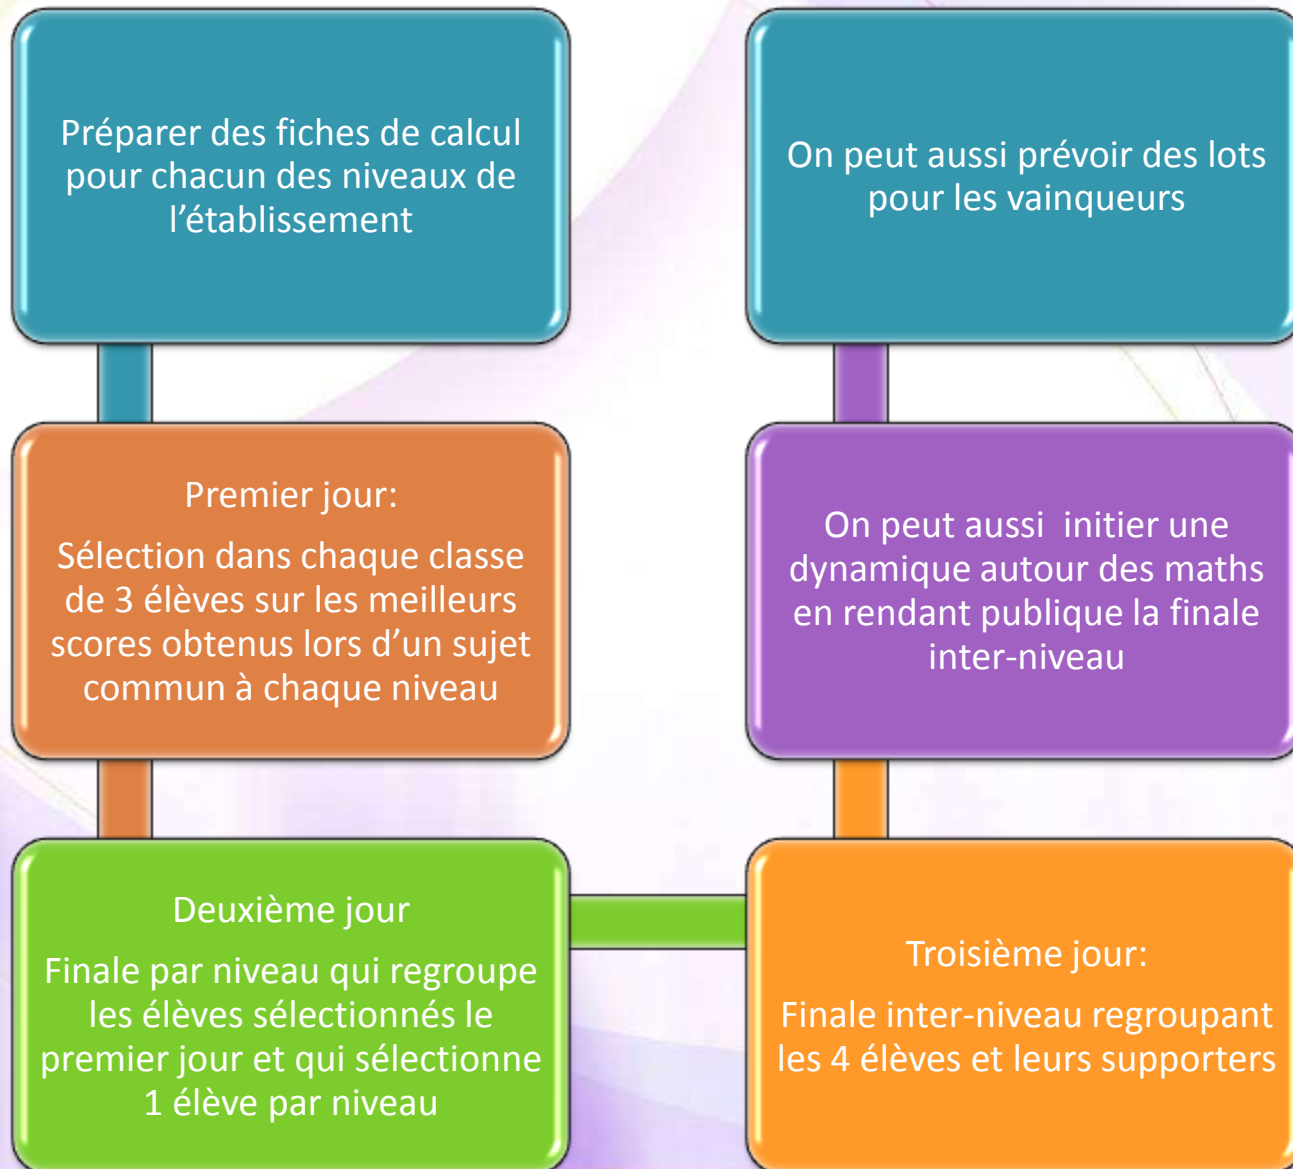 Préparer des fiches de calcul
pour chacun des niveaux de
l’établissement
Premier jour:
Sélection dans chaque classe
de 3 élèves sur les meilleurs
scores obtenus lors d’un sujet
commun à chaque niveau
Deuxième jour
Finale par niveau qui regroupe
les élèves sélectionnés le
premier jour et qui sélectionne
1 élève par niveau
Troisième jour:
Finale inter-niveau regroupant
les 4 élèves et leurs supporters
On peut aussi  initier une
dynamique autour des maths
en rendant publique la finale
inter-niveau
On peut aussi prévoir des lots
pour les vainqueurs